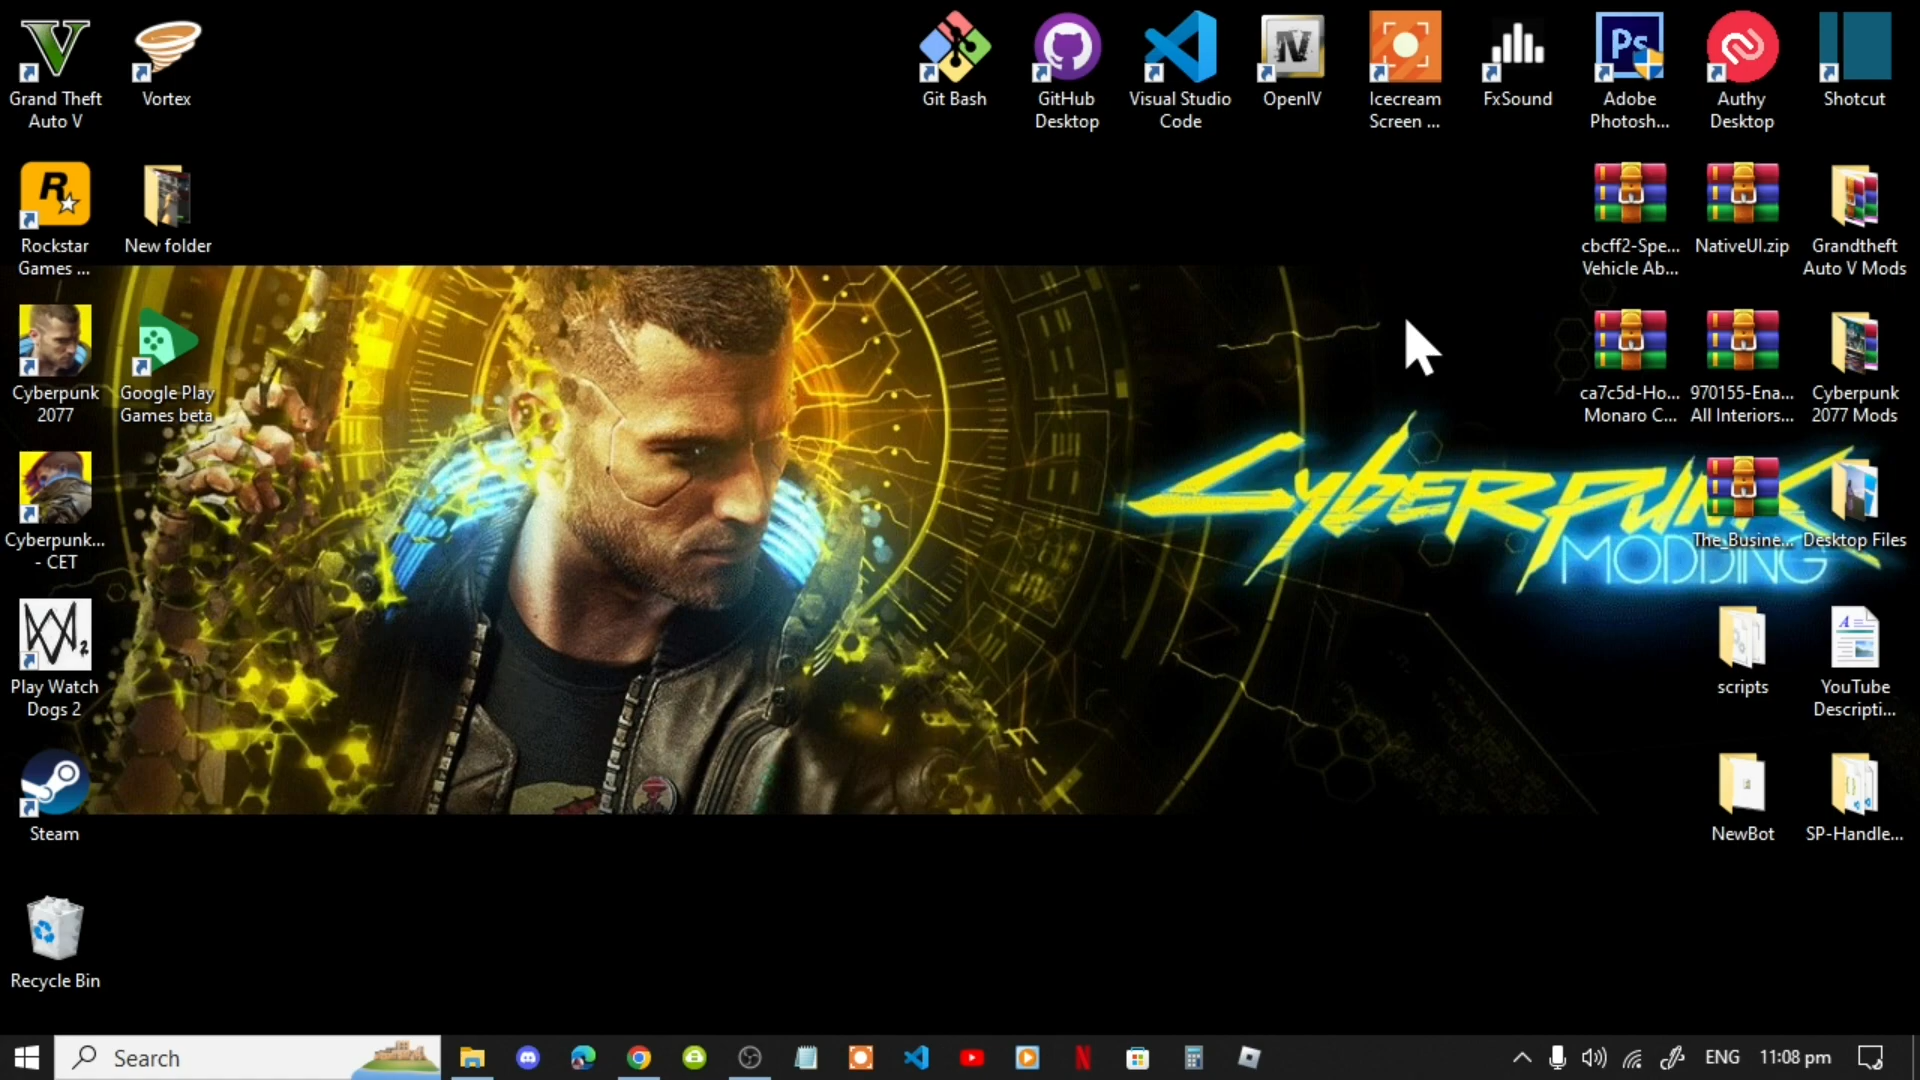 Grand Theft
Auto V
Vortex
Git Bash
GitHub
Desktop
Visual Studio
Code
OpenIV
Icecream
Screen ...
FxSound
Ps
Adobe
Photosh...
Authy
Desktop
Shotcut
Rockstar
Games ...
New folder
cbcff2-Spe...
Vehicle Ab...
NativeUI.zip
Grandtheft
Auto V Mods
Cyberpunk
2077
Google Play
Games beta
ca7c5d-Ho...
Monaro C...
970155-Ena...
All Interiors...
Cyberpunk
2077 Mods
Cyberpunk...
- CET
Cyberpunk
MODDING
The_Busine...
Desktop Files
Play Watch
Dogs 2
scripts
YouTube
Descripti...
Steam
NewBot
SP-Handle...
Recycle Bin
Search
ENG
11:08 pm